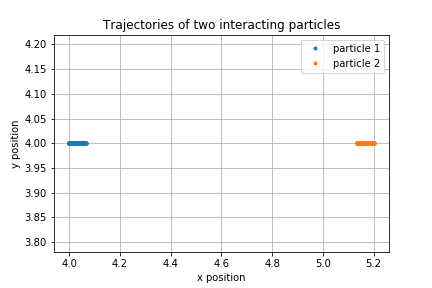 Trajectories of two interacting particles
particle 1
particle 2
4.20
4.15
4.10
4.05
4.00
3.95
3.90
3.85
3.80
y position
4.0 4.2 4.4 4.6 4.8 5.0 5.2
x position